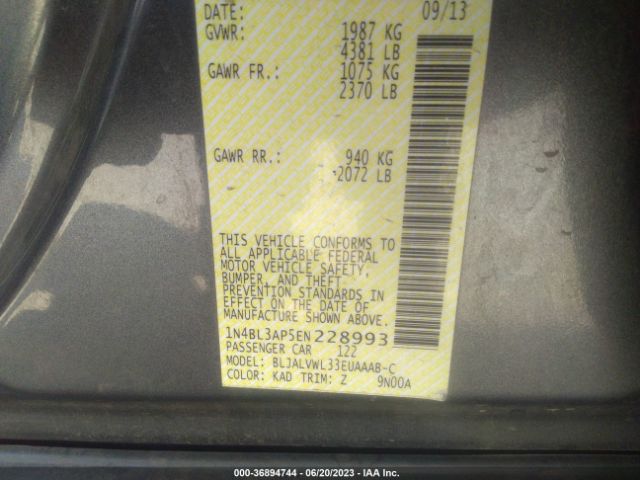 DATE: 09/13
GVWR: 1987 KG
4381 LB
GAWR FR.: 1075 KG
2370 LB
GAWR RR.: 940 KG
2072 LB
THIS VEHICLE CONFORMS TO
ALL APPLICABLE FEDERAL
MOTOR VEHICLE SAFETY,
BUMPER, AND THEFT
PREVENTION STANDARDS IN
EFFECT ON THE DATE OF
MANUFACTURE SHOWN ABOVE.
1N4BL3AP5EN228993
PASSENGER CAR 122
MODEL: BLJALVWL33EUAAAB-C
COLOR: KAD TRIM: Z 9N00A
000-36894744 / 06/20/2023 - IAA Inc.